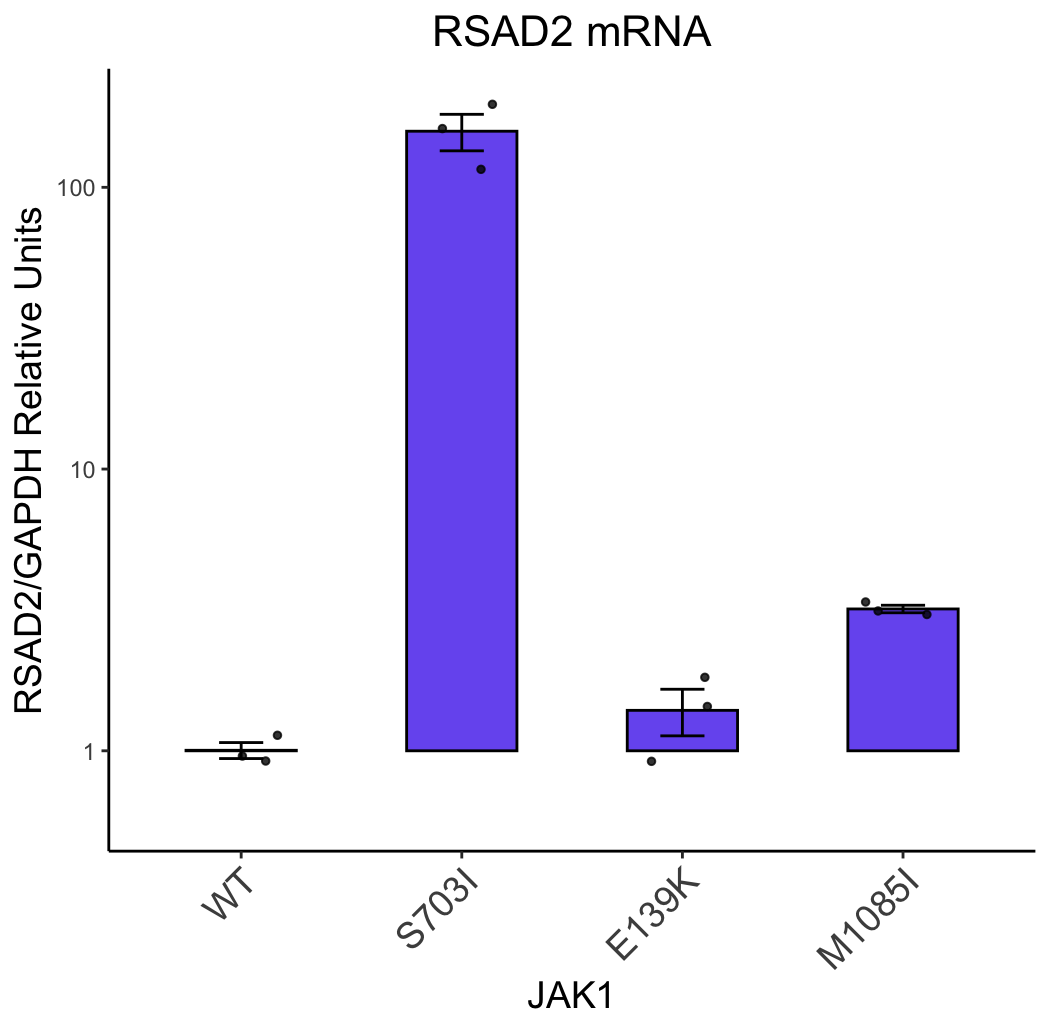 RSAD2 mRNA
RSAD2/GAPDH Relative Units
100
10
1
WT
S703I
E139K
M1085I
JAK1